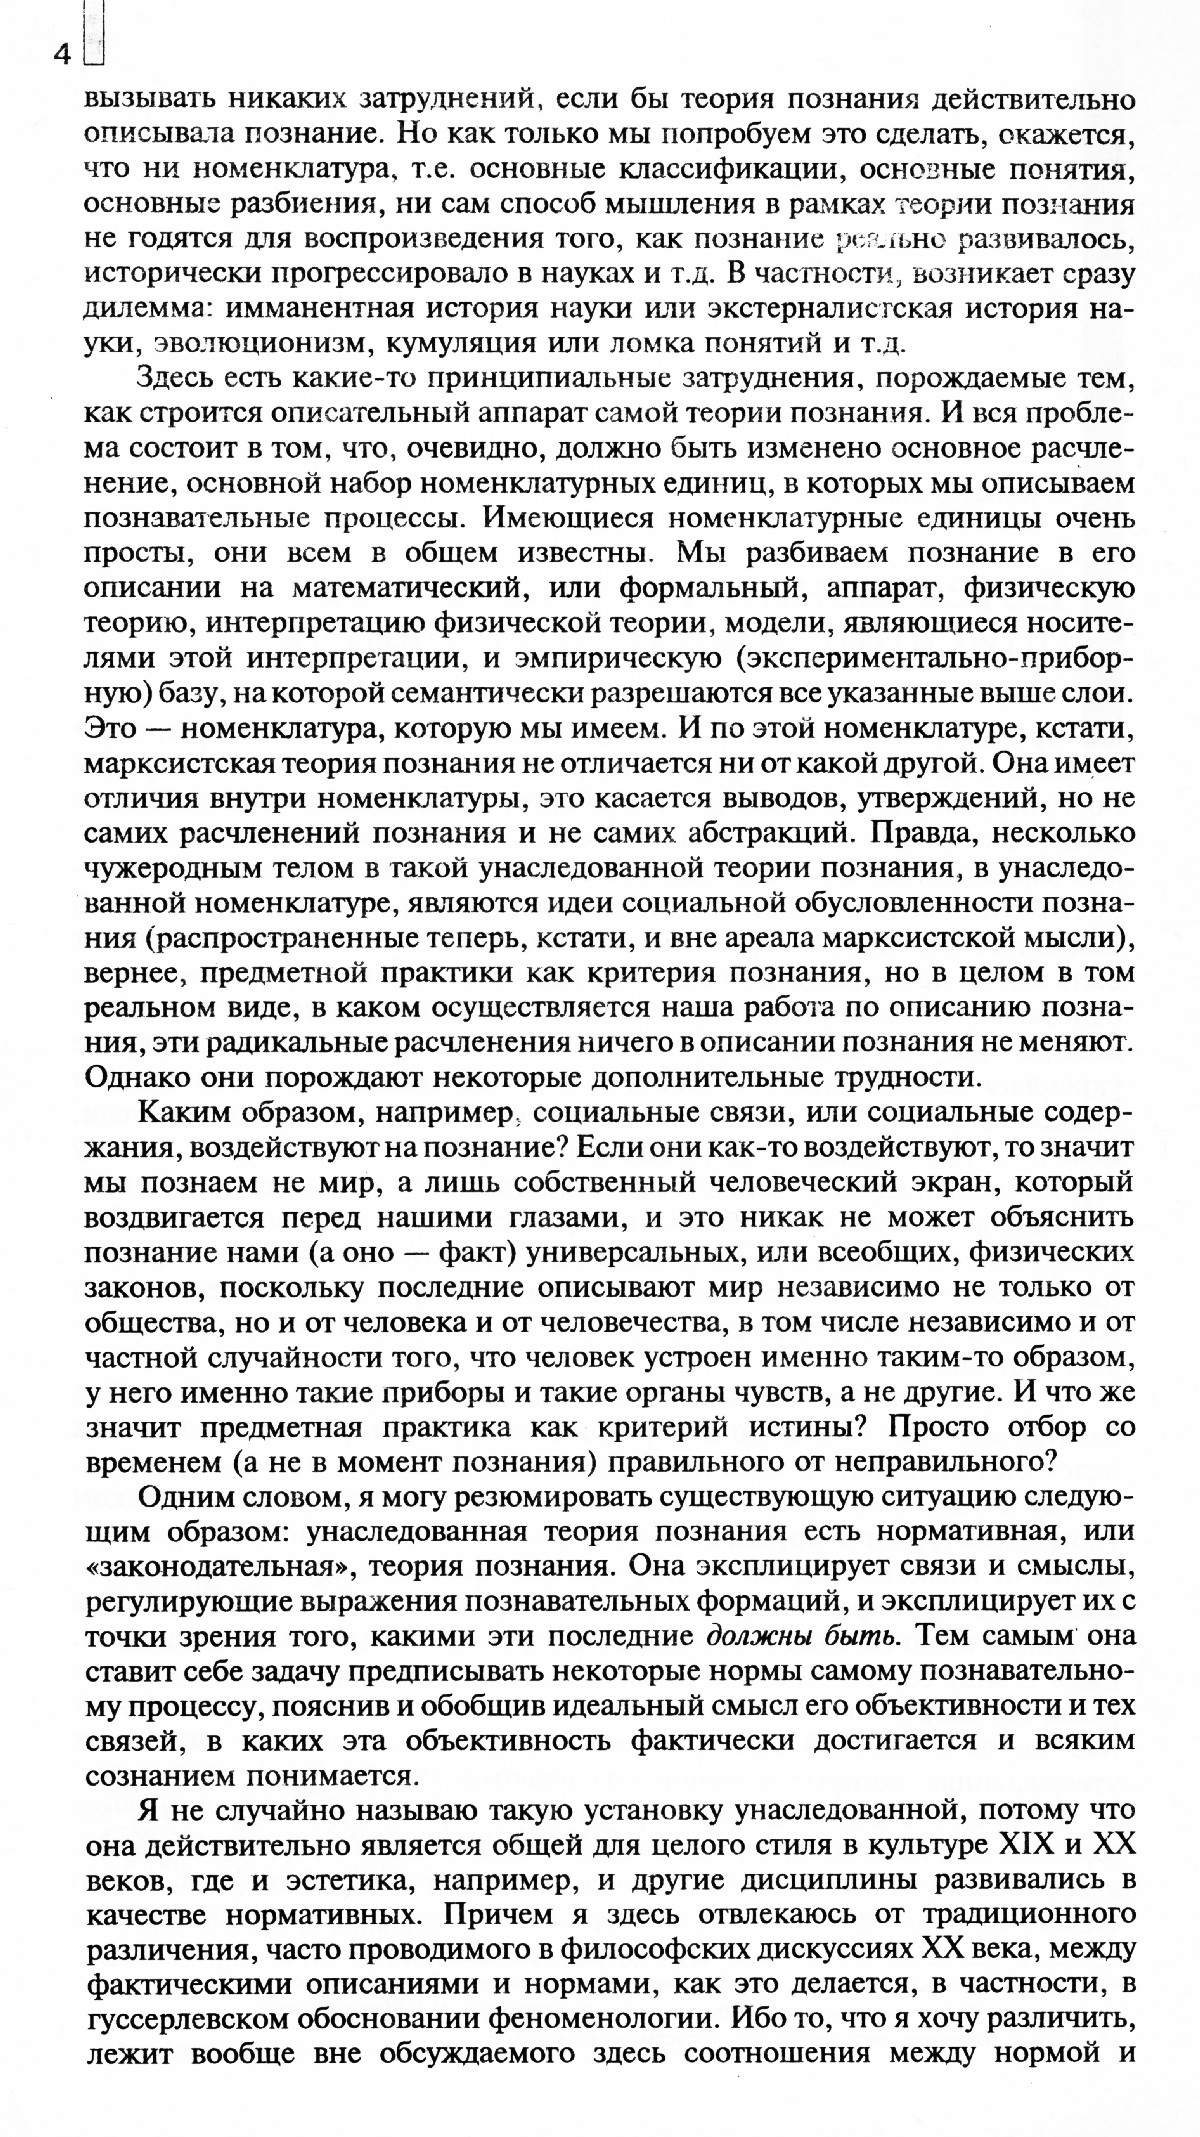 4
вызывать никаких затруднений, если бы теория познания действительно
описывала познание. Но как только мы попробуем это сделать, окажется,
что ни номенклатура, т.е. основные классификации, основные понятия,
основные разбиения, ни сам способ мышления в рамках теории познания
не годятся для воспроизведения того, как познание реально развивалось,
исторически прогрессировало в науках и т.д. В частности, возникает сразу
дилемма: имманентная история науки или экстерналистская история на-
уки, эволюционизм, кумуляция или ломка понятий и т.д.
Здесь есть какие-то принципиальные затруднения, порождаемые тем,
как строится описательный аппарат самой теории познания. И вся пробле-
ма состоит в том, что, очевидно, должно быть изменено основное расчле-
нение, основной набор номенклатурных единиц, в которых мы описываем
познавательные процессы. Имеющиеся номенклатурные единицы очень
просты, они всем в общем известны. Мы разбиваем познание в его
описании на математический, или формальный, аппарат, физическую
теорию, интерпретацию физической теории, модели, являющиеся носите-
лями этой интерпретации, и эмпирическую (экспериментально-прибор-
ную) базу, на которой семантически разрешаются все указанные выше слои.
Это — номенклатура, которую мы имеем. И по этой номенклатуре, кстати,
марксистская теория познания не отличается ни от какой другой. Она имеет
отличия внутри номенклатуры, это касается выводов, утверждений, но не
самих расчленений познания и не самих абстракций. Правда, несколько
чужеродным телом в такой унаследованной теории познания, в унаследо-
ванной номенклатуре, являются идеи социальной обусловленности позна-
ния (распространенные теперь, кстати, и вне ареала марксистской мысли),
вернее, предметной практики как критерия познания, но в целом в том
реальном виде, в каком осуществляется наша работа по описанию позна-
ния, эти радикальные расчленения ничего в описании познания не меняют.
Однако они порождают некоторые дополнительные трудности.
Каким образом, например, социальные связи, или социальные содер-
жания, воздействуют на познание? Если они как-то воздействуют, то значит
мы познаем не мир, а лишь собственный человеческий экран, который
воздвигается перед нашими глазами, и это никак не может объяснить
познание нами (а оно — факт) универсальных, или всеобщих, физических
законов, поскольку последние описывают мир независимо не только от
общества, но и от человека и от человечества, в том числе независимо и от
частной случайности того, что человек устроен именно таким-то образом,
у него именно такие приборы и такие органы чувств, а не другие. И что же
значит предметная практика как критерий истины? Просто отбор со
временем (а не в момент познания) правильного от неправильного?
Одним словом, я могу резюмировать существующую ситуацию следую-
щим образом: унаследованная теория познания есть нормативная, или
«законодательная», теория познания. Она эксплицирует связи и смыслы,
регулирующие выражения познавательных формаций, и эксплицирует их с
точки зрения того, какими эти последние должны быть. Тем самым она
ставит себе задачу предписывать некоторые нормы самому познавательно-
му процессу, пояснив и обобщив идеальный смысл его объективности и тех
связей, в каких эта объективность фактически достигается и всяким
сознанием понимается.
Я не случайно называю такую установку унаследованной, потому что
она действительно является общей для целого стиля в культуре XIX и XX
веков, где и эстетика, например, и другие дисциплины развивались в
качестве нормативных. Причем я здесь отвлекаюсь от традиционного
различения, часто проводимого в философских дискуссиях XX века, между
фактическими описаниями и нормами, как это делается, в частности, в
гуссерлевском обосновании феноменологии. Ибо то, что я хочу различить,
лежит вообще вне обсуждаемого здесь соотношения между нормой и